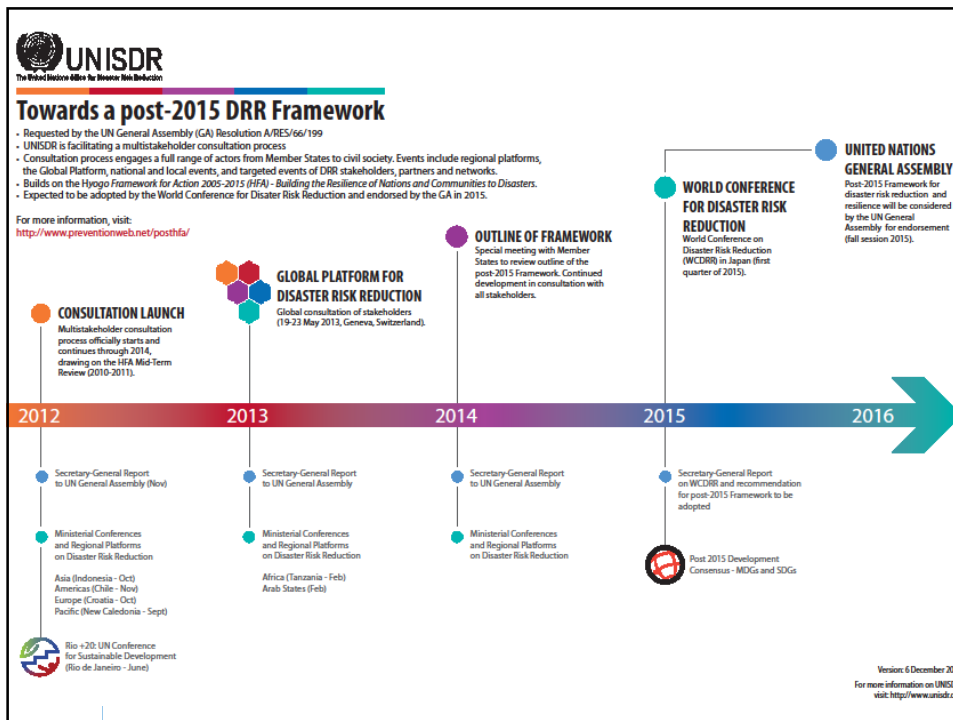 UNISDR
The United Nations Office for Disaster Risk Reduction
Towards a post-2015 DRR Framework
• Requested by the UN General Assembly (GA) Resolution A/RES/66/199
• UNISDR is facilitating a multistakeholder consultation process
• Consultation process engages a full range of actors from Member States to civil society. Events include regional platforms,
the Global Platform, national and local events, and targeted events of DRR stakeholders, partners and networks.
• Builds on the Hyogo Framework for Action 2005-2015 (HFA) - Building the Resilience of Nations and Communities to Disasters.
• Expected to be adopted by the World Conference for Disater Risk Reduction and endorsed by the GA in 2015.
For more information, visit:
http://www.preventionweb.net/posthfa/
CONSULTATION LAUNCH
Multistakeholder consultation
process officially starts and
continues through 2014,
drawing on the HFA Mid-Term
Review (2010-2011).
GLOBAL PLATFORM FOR
DISASTER RISK REDUCTION
Global consultation of stakeholders
(19-23 May 2013, Geneva, Switzerland).
OUTLINE OF FRAMEWORK
Special meeting with Member
States to review outline of the
post-2015 Framework. Continued
development in consultation with
all stakeholders.
WORLD CONFERENCE
FOR DISASTER RISK
REDUCTION
World Conference on
Disaster Risk Reduction
(WCDRR) in Japan (first
quarter of 2015).
UNITED NATIONS
GENERAL ASSEMBLY
Post-2015 Framework for
disaster risk reduction and
resilience will be considered
by the UN General
Assembly for endorsement
(fall session 2015).
2012 2013 2014 2015 2016
Secretary-General Report
to UN General Assembly (Nov)
Ministerial Conferences
and Regional Platforms
on Disaster Risk Reduction
Asia (Indonesia - Oct)
Americas (Chile - Nov)
Europe (Croatia - Oct)
Pacific (New Caledonia - Sept)
Rio +20: UN Conference
for Sustainable Development
(Rio de Janeiro - June)
Secretary-General Report
to UN General Assembly
Ministerial Conferences
and Regional Platforms
on Disaster Risk Reduction
Africa (Tanzania - Feb)
Arab States (Feb)
Secretary-General Report
to UN General Assembly
Ministerial Conferences
and Regional Platforms
on Disaster Risk Reduction
Secretary-General Report
on WCDRR and recommendation
for post-2015 Framework to be
adopted
Post 2015 Development
Consensus - MDGs and SDGs
Version: 6 December 20
For more information on UNISD
visit: http://www.unisdr.o